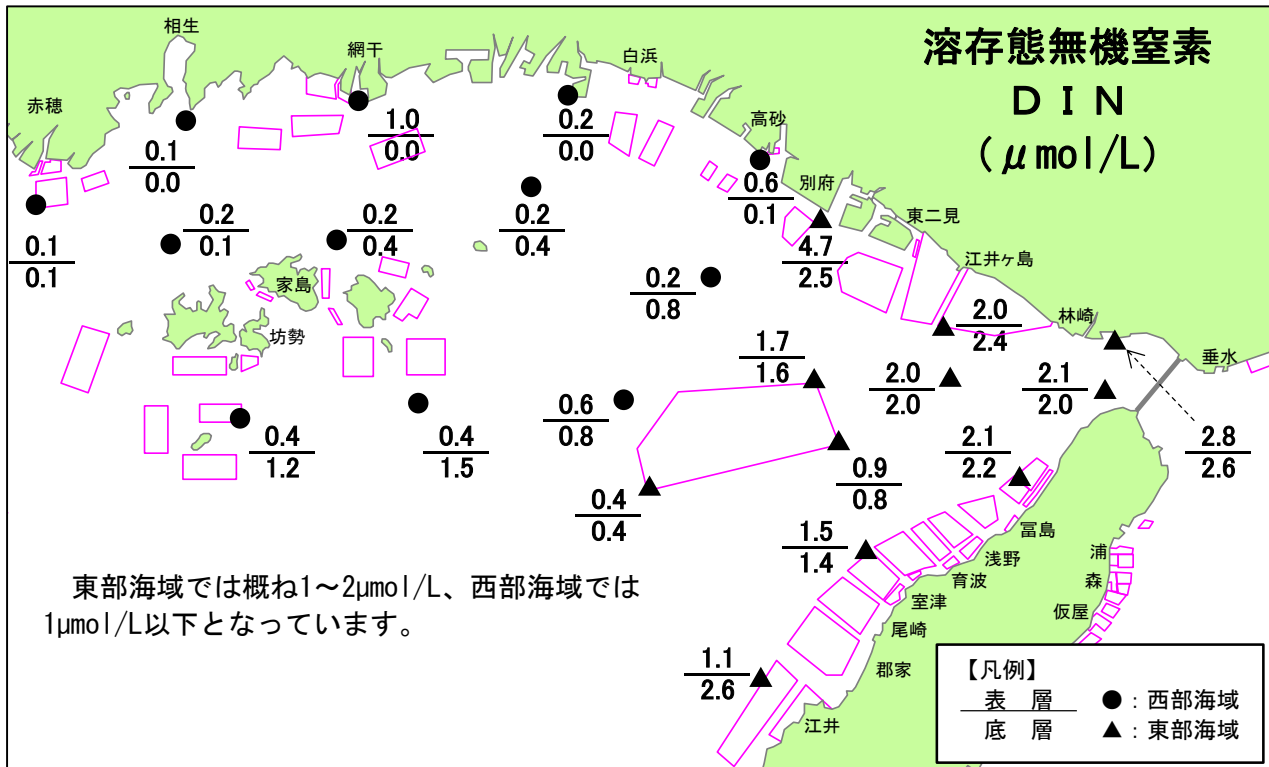 溶存態無機窒素
ＤＩＮ
(μmol/L)
相生
網干
白浜
赤穂
高砂
別府
東二見
江井ヶ島
林崎
垂水
家島
坊勢
1.0
0.0
0.2
0.0
0.1
0.0
0.6
0.1
0.1
0.1
0.2
0.1
0.2
0.4
0.2
0.4
4.7
2.5
0.2
0.8
2.0
2.4
1.7
1.6
2.0
2.0
2.1
2.0
0.6
0.8
0.4
1.2
0.4
1.5
2.1
2.2
2.8
2.6
0.9
0.8
0.4
0.4
1.5
1.4
1.1
2.6
冨島
浅野
育波
室津
尾崎
郡家
江井
浦
森
仮屋
東部海域では概ね1～2μmol/L、西部海域では
1μmol/L以下となっています。
【凡例】
表　層　●：西部海域
底　層　▲：東部海域